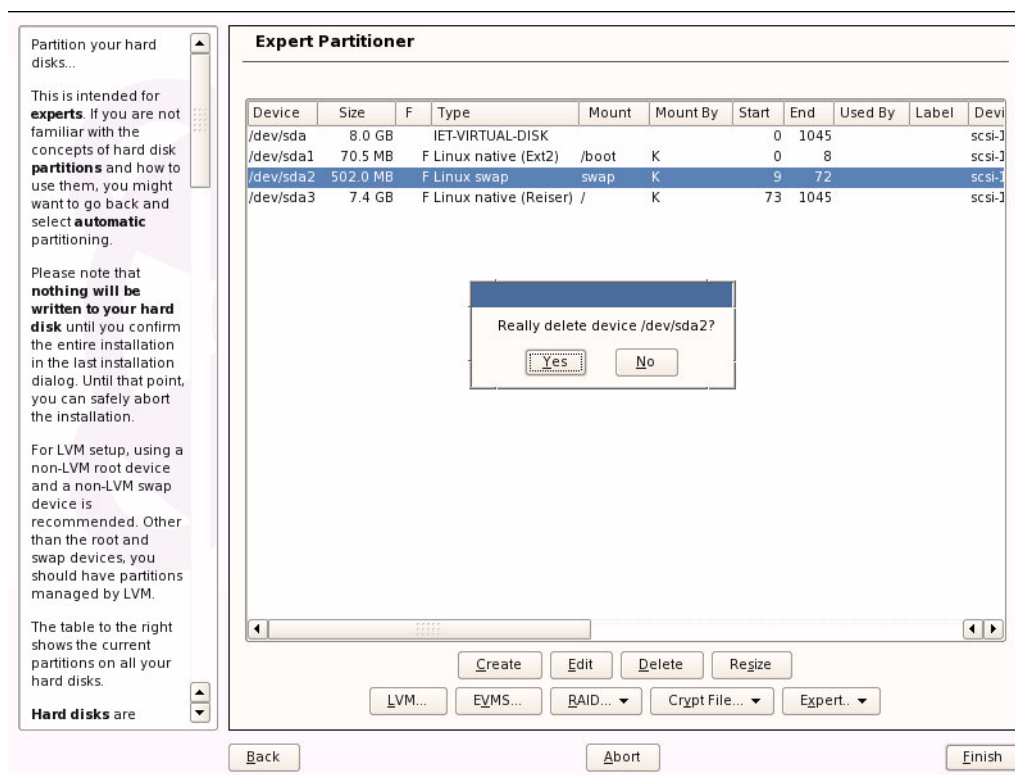 Partition your hard
disks...
This is intended for
experts. If you are not
familiar with the
concepts of hard disk
partitions and how to
use them, you might
want to go back and
select automatic
partitioning.
Please note that
nothing will be
written to your hard
disk until you confirm
the entire installation
in the last installation
dialog. Until that point,
you can safely abort
the installation.
For LVM setup, using a
non-LVM root device
and a non-LVM swap
device is
recommended. Other
than the root and
swap devices, you
should have partitions
managed by LVM.
The table to the right
shows the current
partitions on all your
hard disks.
Hard disks are
Expert Partitioner
Device Size F Type Mount Mount By Start End Used By Label Devi
/dev/sda 8.0 GB IET-VIRTUAL-DISK 0 1045 scsi-1
/dev/sda1 70.5 MB F Linux native (Ext2) /boot K 0 8 scsi-1
/dev/sda2 502.0 MB F Linux swap swap K 9 72 scsi-1
/dev/sda3 7.4 GB F Linux native (Reiser) / K 73 1045 scsi-1
Really delete device /dev/sda2?
Yes No
Create Edit Delete Resize
LVM... EVMS... RAID... Crypt File... Expert..
Back Abort Finish